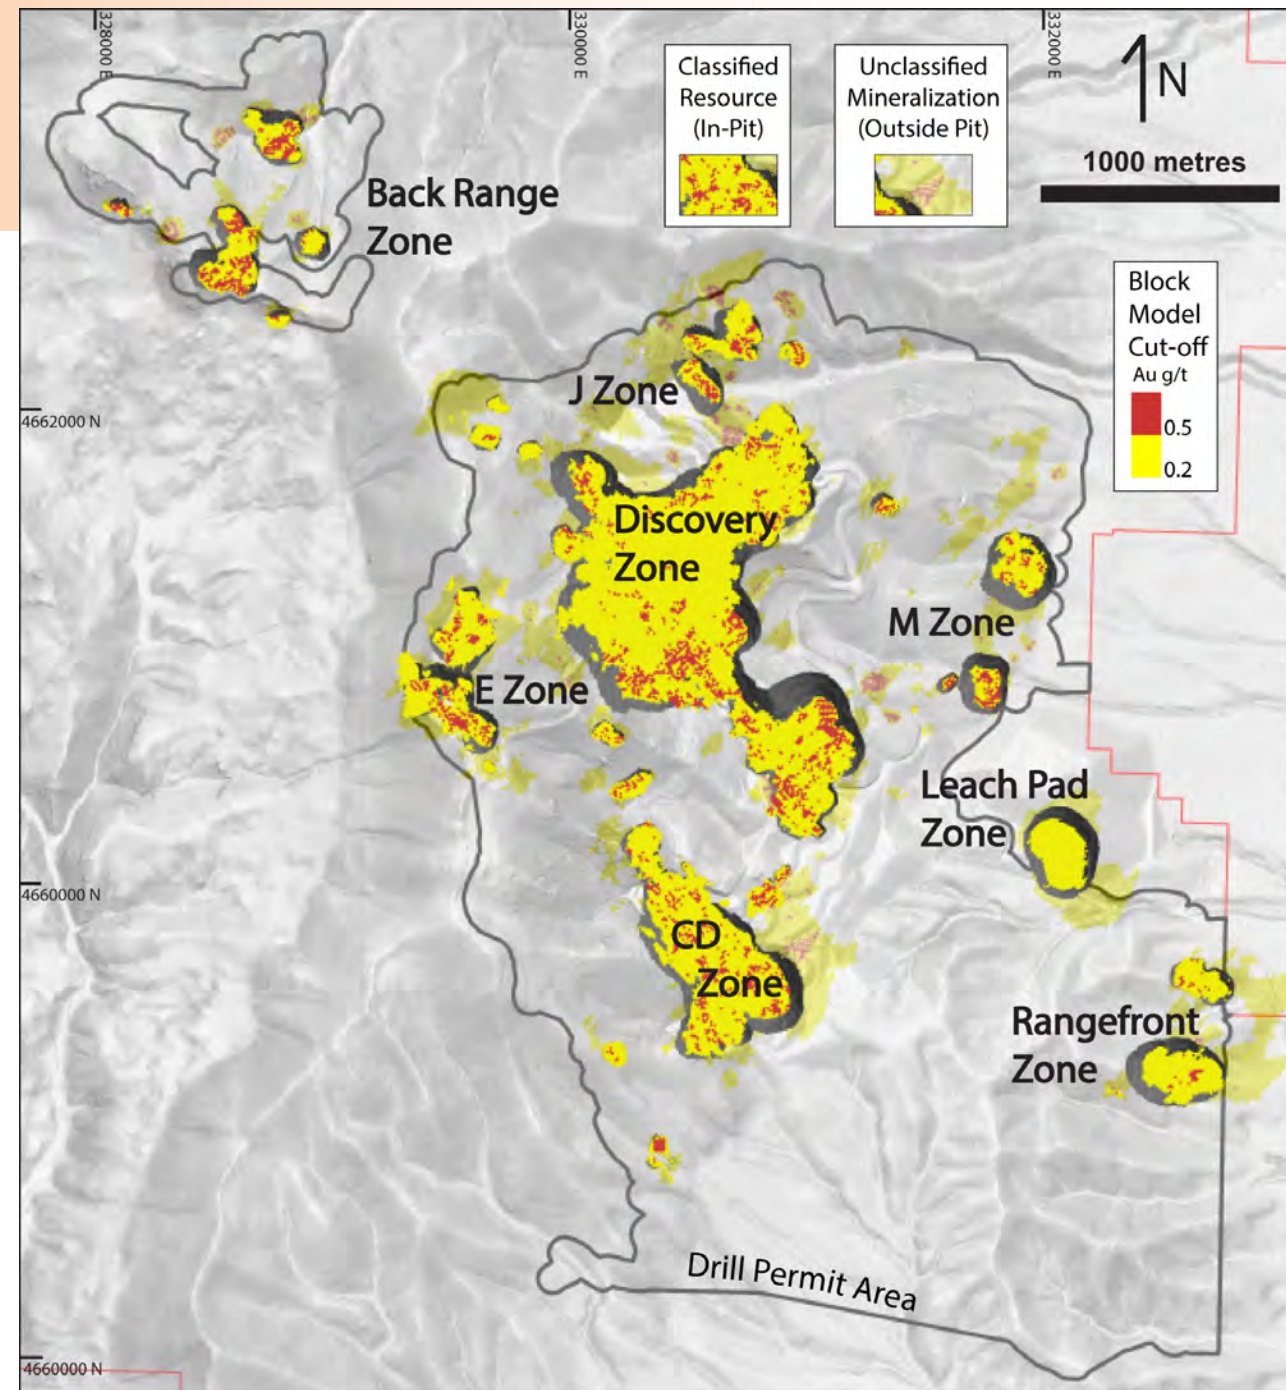 328000 E
330000 E
332000 E
Classified
Resource
(In-Pit)
Unclassified
Mineralization
(Outside Pit)
N
1000 metres
Back Range
Zone
Block
Model
Cut-off
Au g/t
0.5
0.2
J Zone
4662000 N
Discovery
Zone
M Zone
E Zone
Leach Pad
Zone
4660000 N
CD
Zone
Rangefront
Zone
Drill Permit Area
4660000 N